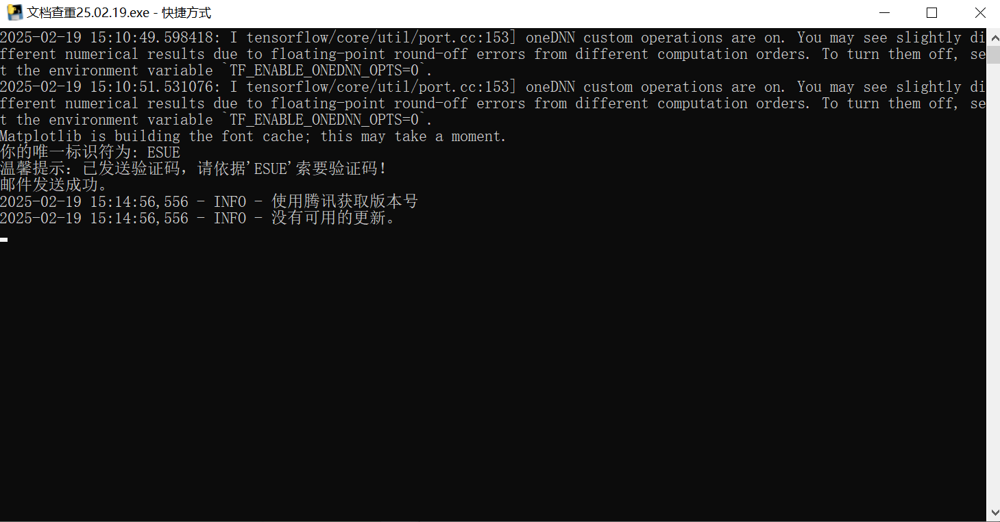 文档查重25.02.19.exe - 快捷方式
2025-02-19 15:10:49.598418: I tensorflow/core/util/port.cc:153] oneDNN custom operations are on. You may see slightly di
fferent numerical results due to floating-point round-off errors from different computation orders. To turn them off, se
t the environment variable `TF_ENABLE_ONEDNN_OPTS=0`.
2025-02-19 15:10:51.531076: I tensorflow/core/util/port.cc:153] oneDNN custom operations are on. You may see slightly di
fferent numerical results due to floating-point round-off errors from different computation orders. To turn them off, se
t the environment variable `TF_ENABLE_ONEDNN_OPTS=0`.
Matplotlib is building the font cache; this may take a moment.
你的唯一标识符为: ESUE
温馨提示：已发送验证码，请依据'ESUE'索要验证码！
邮件发送成功。
2025-02-19 15:14:56,556 - INFO - 使用腾讯获取版本号
2025-02-19 15:14:56,556 - INFO - 没有可用的更新。